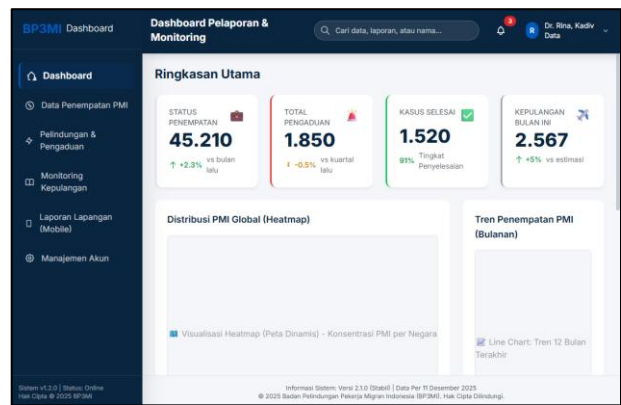 BP3MI Dashboard
Dashboard Pelaporan &
Monitoring
Cari data, laporan, atau nama...
3
R
Dr. Rina, Kadiv
Data
Dashboard
Data Penempatan PMI
Pelindungan &
Pengaduan
Monitoring
Kepulangan
Laporan Lapangan
(Mobile)
Manajemen Akun
Sistem v1.2.0 | Status: Online
Hak Cipta © 2025 BP3MI
Ringkasan Utama
STATUS
PENEMPATAN
45.210
↑ +2.3% vs bulan
lalu
TOTAL
PENGADUAN
1.850
↓ -0.5% vs kuartal
lalu
KASUS SELESAI
1.520
91% Tingkat
Penyelesaian
KEPULANGAN
BULAN INI
2.567
↑ +5% vs estimasi
Distribusi PMI Global (Heatmap)
Visualisasi Heatmap (Peta Dinamis) - Konsentrasi PMI per Negara
Tren Penempatan PMI
(Bulanan)
Line Chart: Tren 12 Bulan
Terakhir
Informasi Sistem: Versi 2.1.0 (Stabil) | Data Per 11 Desember 2025
© 2025 Badan Pelindungan Pekerja Migran Indonesia (BP3MI). Hak Cipta Dilindungi.